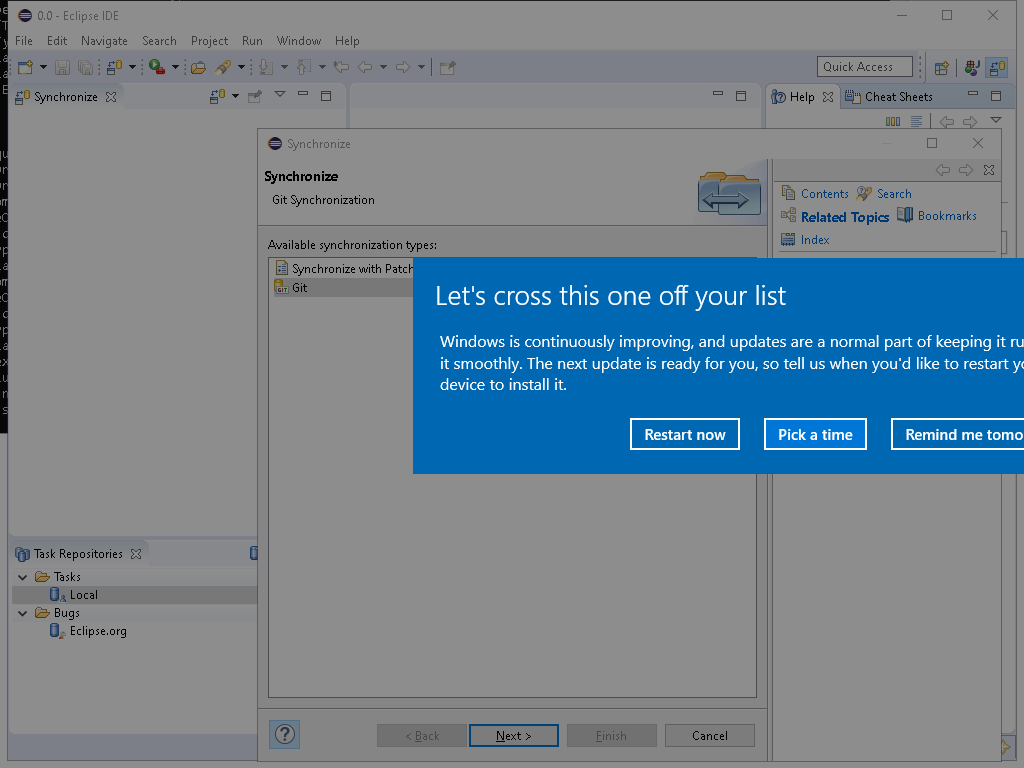 0.0 - Eclipse IDE
File Edit Navigate Search Project Run Window Help
Quick Access
Synchronize
Help Cheat Sheets
Synchronize
Synchronize
Git Synchronization
Contents Search
Related Topics Bookmarks
Index
Available synchronization types:
Synchronize with Patch
Git
Let's cross this one off your list
Windows is continuously improving, and updates are a normal part of keeping it ru
it smoothly. The next update is ready for you, so tell us when you'd like to restart yo
device to install it.
Restart now Pick a time Remind me tomo
Task Repositories
Tasks
Local
Bugs
Eclipse.org
? < Back Next > Finish Cancel